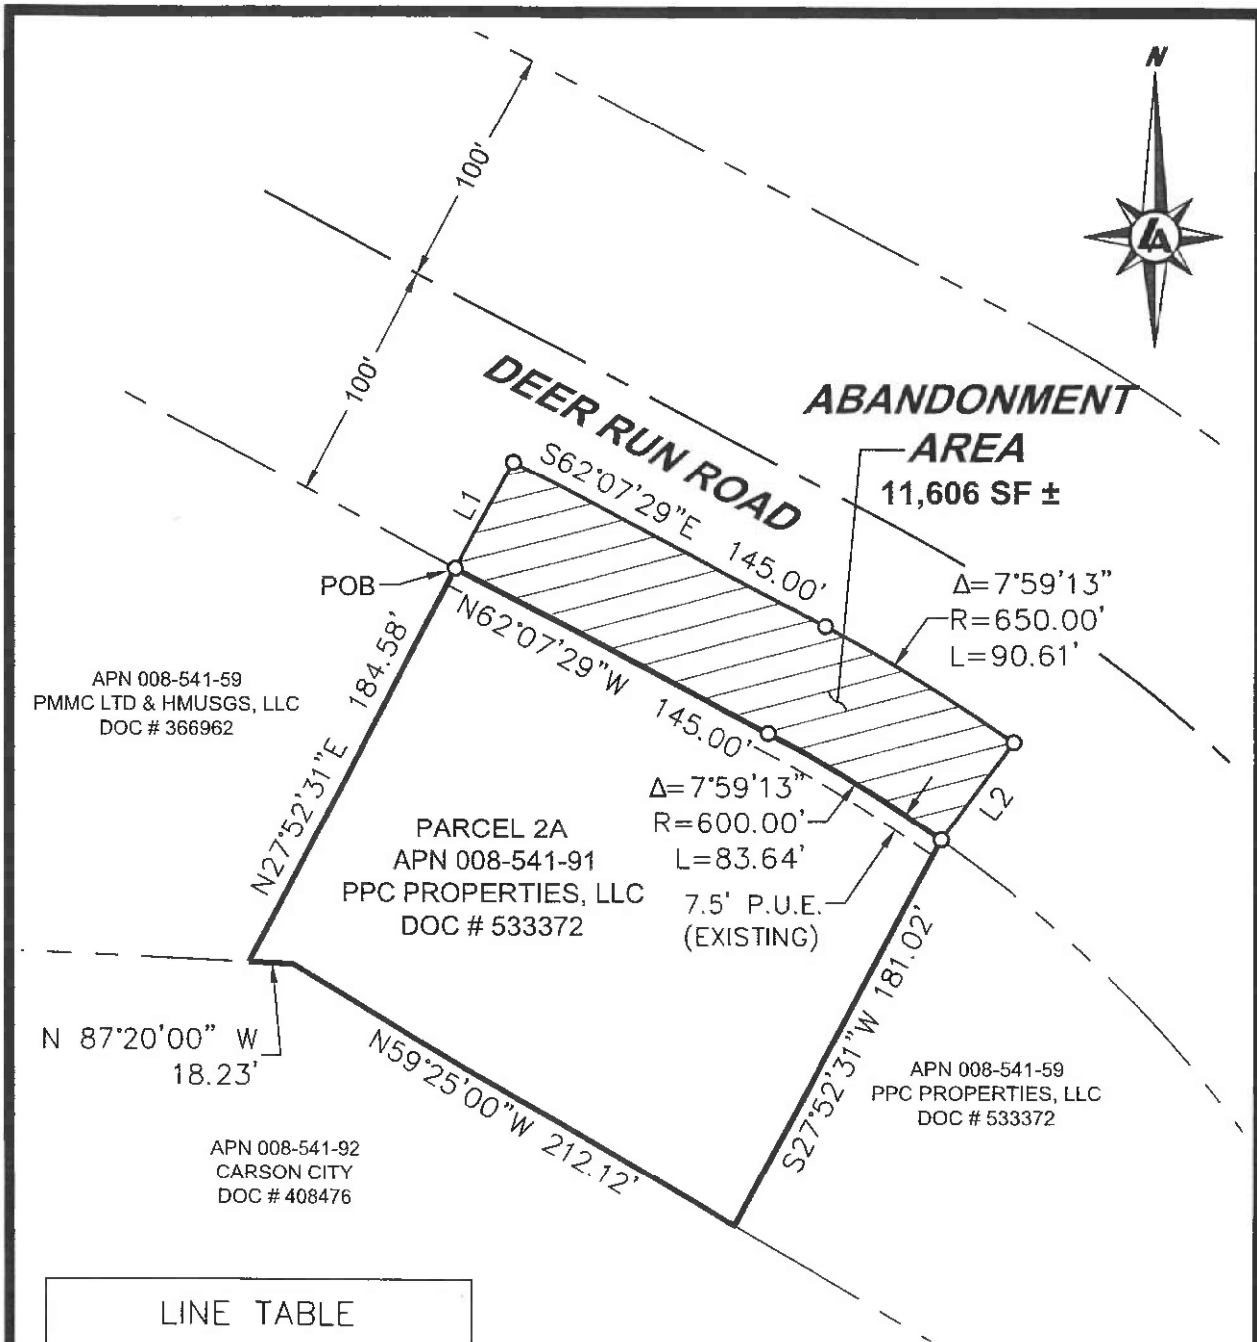 N
LA
100'
100'
DEER RUN ROAD
ABANDONMENT
AREA
11,606 SF ±
S62°07'29"E 145.00'
L1
POB
N62°07'29"W 145.00'
Δ=7°59'13"
R=650.00'
L=90.61'
L2
APN 008-541-59
PMMC LTD & HMUSGS, LLC
DOC # 366962
N27°52'31"E 184.58'
Δ=7°59'13"
R=600.00'
L=83.64'
7.5' P.U.E.
(EXISTING)
PARCEL 2A
APN 008-541-91
PPC PROPERTIES, LLC
DOC # 533372
S27°52'31"W 181.02'
N 87°20'00" W
18.23'
N59°25'00"W 212.12'
APN 008-541-59
PPC PROPERTIES, LLC
DOC # 533372
APN 008-541-92
CARSON CITY
DOC # 408476
LINE TABLE